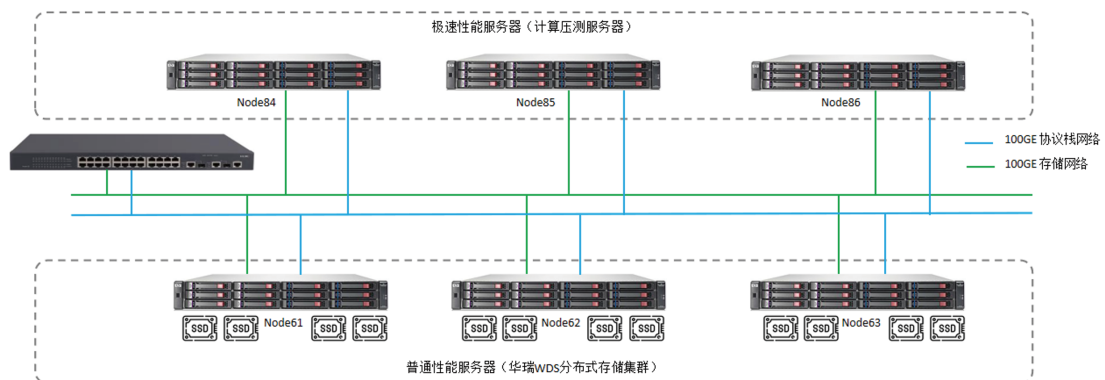 极速性能服务器（计算压测服务器）
Node84
Node85
Node86
100GE 协议栈网络
100GE 存储网络
Node61
Node62
Node63
SSD
SSD
SSD
SSD
SSD
SSD
SSD
SSD
SSD
SSD
SSD
SSD
普通性能服务器（华瑞WDS分布式存储集群）